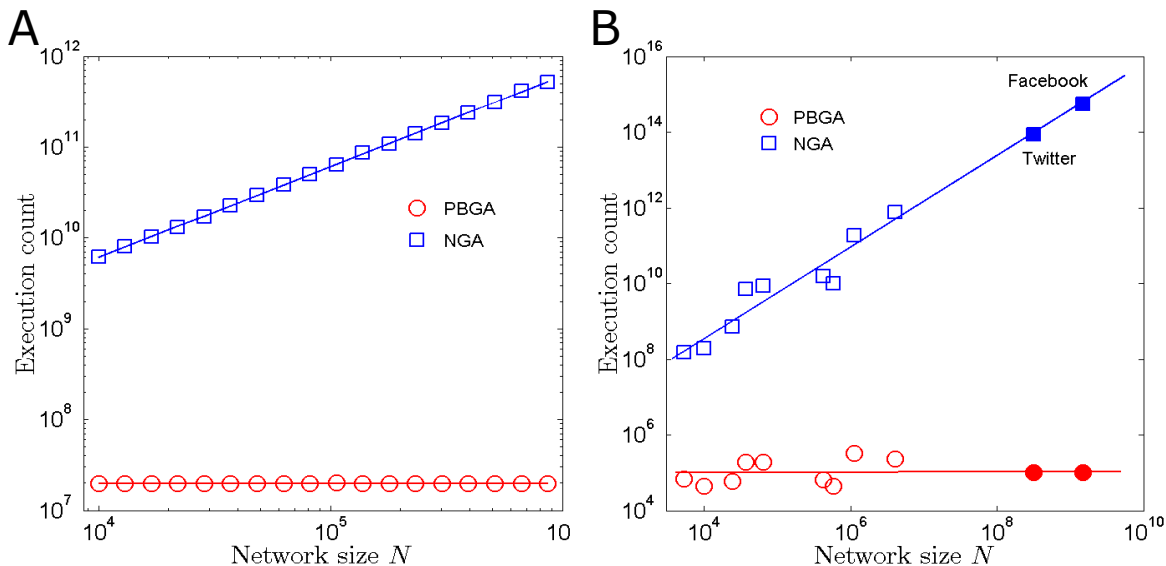 A
10^12
10^11
10^10
10^9
10^8
10^7
Execution count
PBGA
NGA
10^4
10^5
10
Network size N
B
10^16
10^14
10^12
10^10
10^8
10^6
10^4
Execution count
PBGA
NGA
Facebook
Twitter
10^4
10^6
10^8
10^10
Network size N